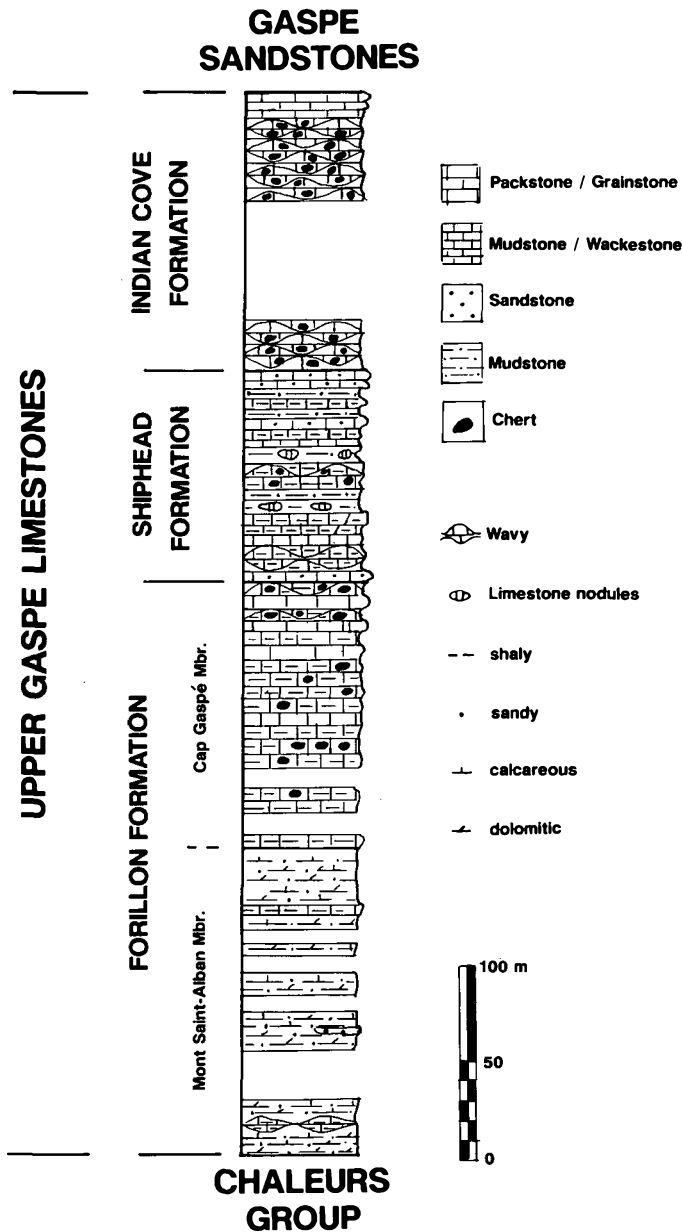 GASPE
SANDSTONES
UPPER GASPE LIMESTONES
INDIAN COVE
FORMATION
SHIPHEAD
FORMATION
FORILLON FORMATION
Cap Gaspé Mbr.
Mont Saint-Alban Mbr.
Packstone / Grainstone
Mudstone / Wackestone
Sandstone
Mudstone
Chert
Wavy
Limestone nodules
shaly
sandy
calcareous
dolomitic
100 m
50
0
CHALEURS
GROUP